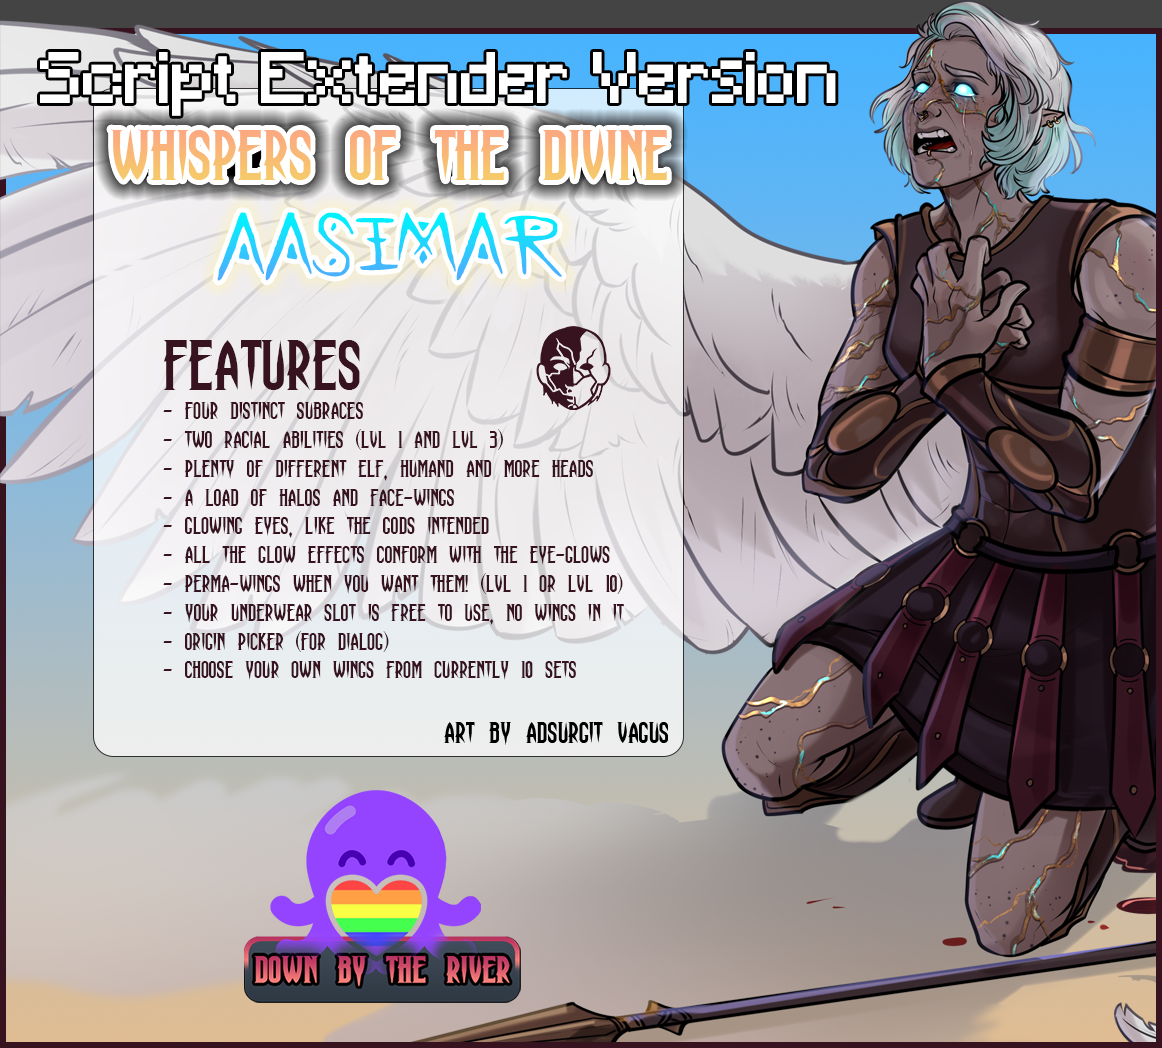 Script Extender Version
WHISPERS OF THE DIVINE
AASIMAR
FEATURES
- FOUR DISTINCT SUBRACES
- TWO RACIAL ABILITIES (LVL 1 AND LVL 3)
- PLENTY OF DIFFERENT ELF, HUMAND AND MORE HEADS
- A LOAD OF HALOS AND FACE-WINGS
- GLOWING EYES, LIKE THE GODS INTENDED
- ALL THE GLOW EFFECTS CONFORM WITH THE EYE-GLOWS
- PERMA-WINGS WHEN YOU WANT THEM! (LVL 1 OR LVL 10)
- YOUR UNDERWEAR SLOT IS FREE TO USE, NO WINGS IN IT
- ORIGIN PICKER (FOR DIALOG)
- CHOOSE YOUR OWN WINGS FROM CURRENTLY 10 SETS
ART BY ADSURGIT VAGUS
DOWN BY THE RIVER